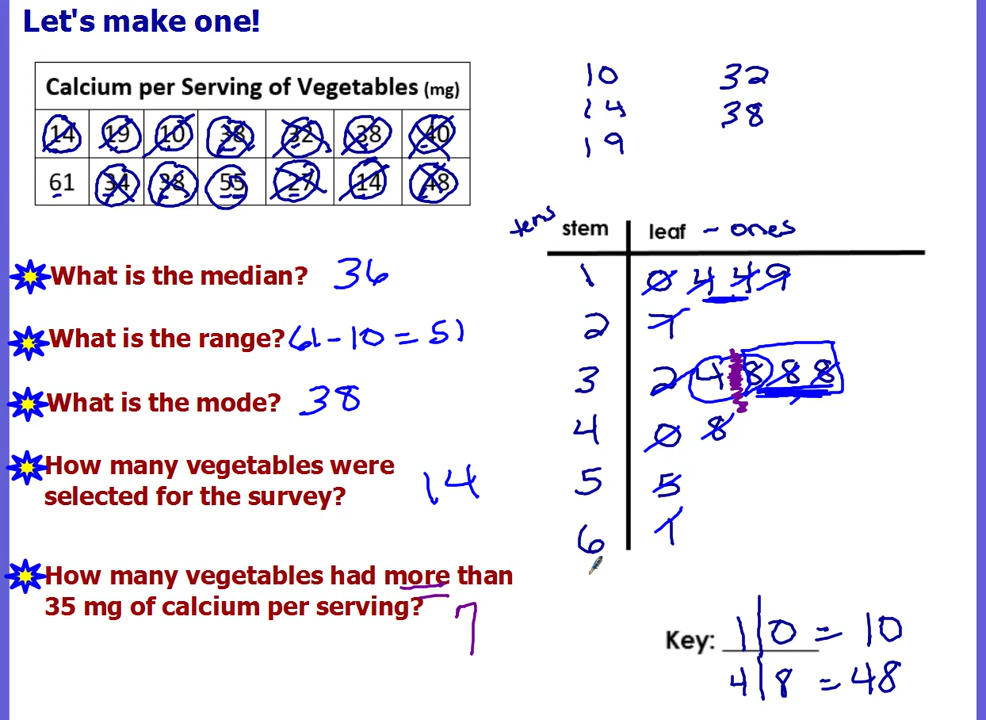 Let's make one!
Calcium per Serving of Vegetables (mg)
14 19 10 38 32 38 40
61 34 38 55 27 14 48
10 32
14 38
19
tens stem leaf - ones
1 0 4 4 9
2 7
3 2 4 8 8 8
4 0 8
5 5
6 1
What is the median? 36
What is the range? 61 - 10 = 51
What is the mode? 38
How many vegetables were
selected for the survey? 14
How many vegetables had more than
35 mg of calcium per serving? 7
Key: 1|0 = 10
4|8 = 48